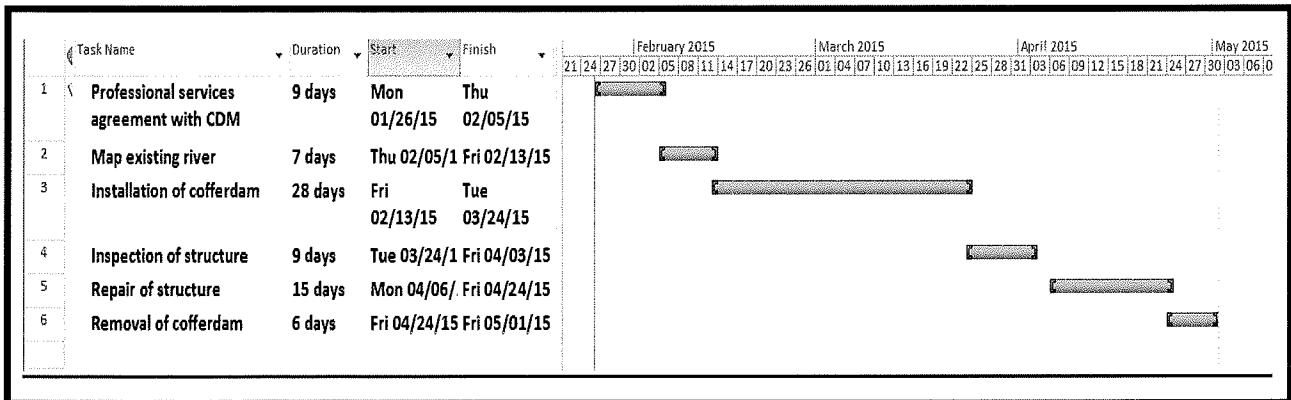 Task Name Duration Start Finish February 2015 March 2015 April 2015 May 2015
21 24 27 30 02 05 08 11 14 17 20 23 26 01 04 07 10 13 16 19 22 25 28 31 03 06 09 12 15 18 21 24 27 30 03 06 0
1 Professional services 9 days Mon Thu
agreement with CDM 01/26/15 02/05/15
2 Map existing river 7 days Thu 02/05/1 Fri 02/13/15
3 Installation of cofferdam 28 days Fri Tue
02/13/15 03/24/15
4 Inspection of structure 9 days Tue 03/24/1 Fri 04/03/15
5 Repair of structure 15 days Mon 04/06/ Fri 04/24/15
6 Removal of cofferdam 6 days Fri 04/24/15 Fri 05/01/15